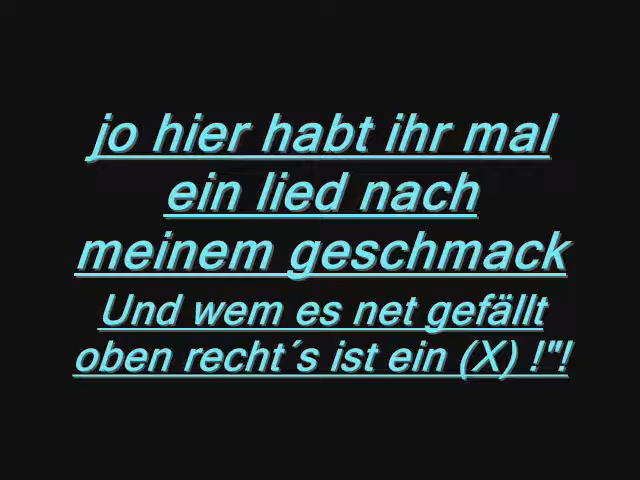 jo hier habt ihr mal
ein lied nach
meinem geschmack
Und wem es net gefällt
oben recht´s ist ein (X) !"!